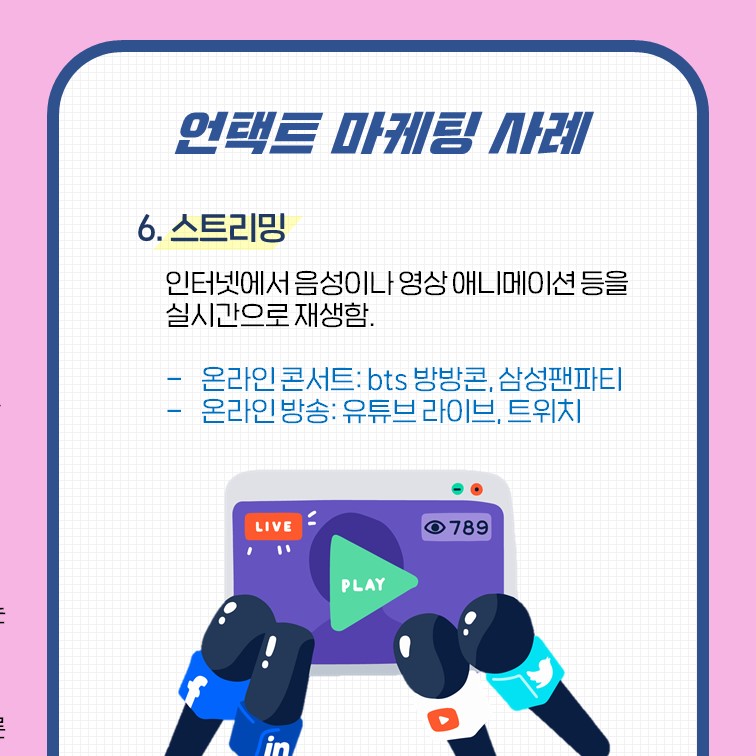 언택트 마케팅 사례
6. 스트리밍
인터넷에서 음성이나 영상 애니메이션 등을
실시간으로 재생함.
- 온라인 콘서트: bts 방방콘, 삼성팬파티
- 온라인 방송: 유튜브 라이브, 트위치
LIVE
789
PLAY
f
in